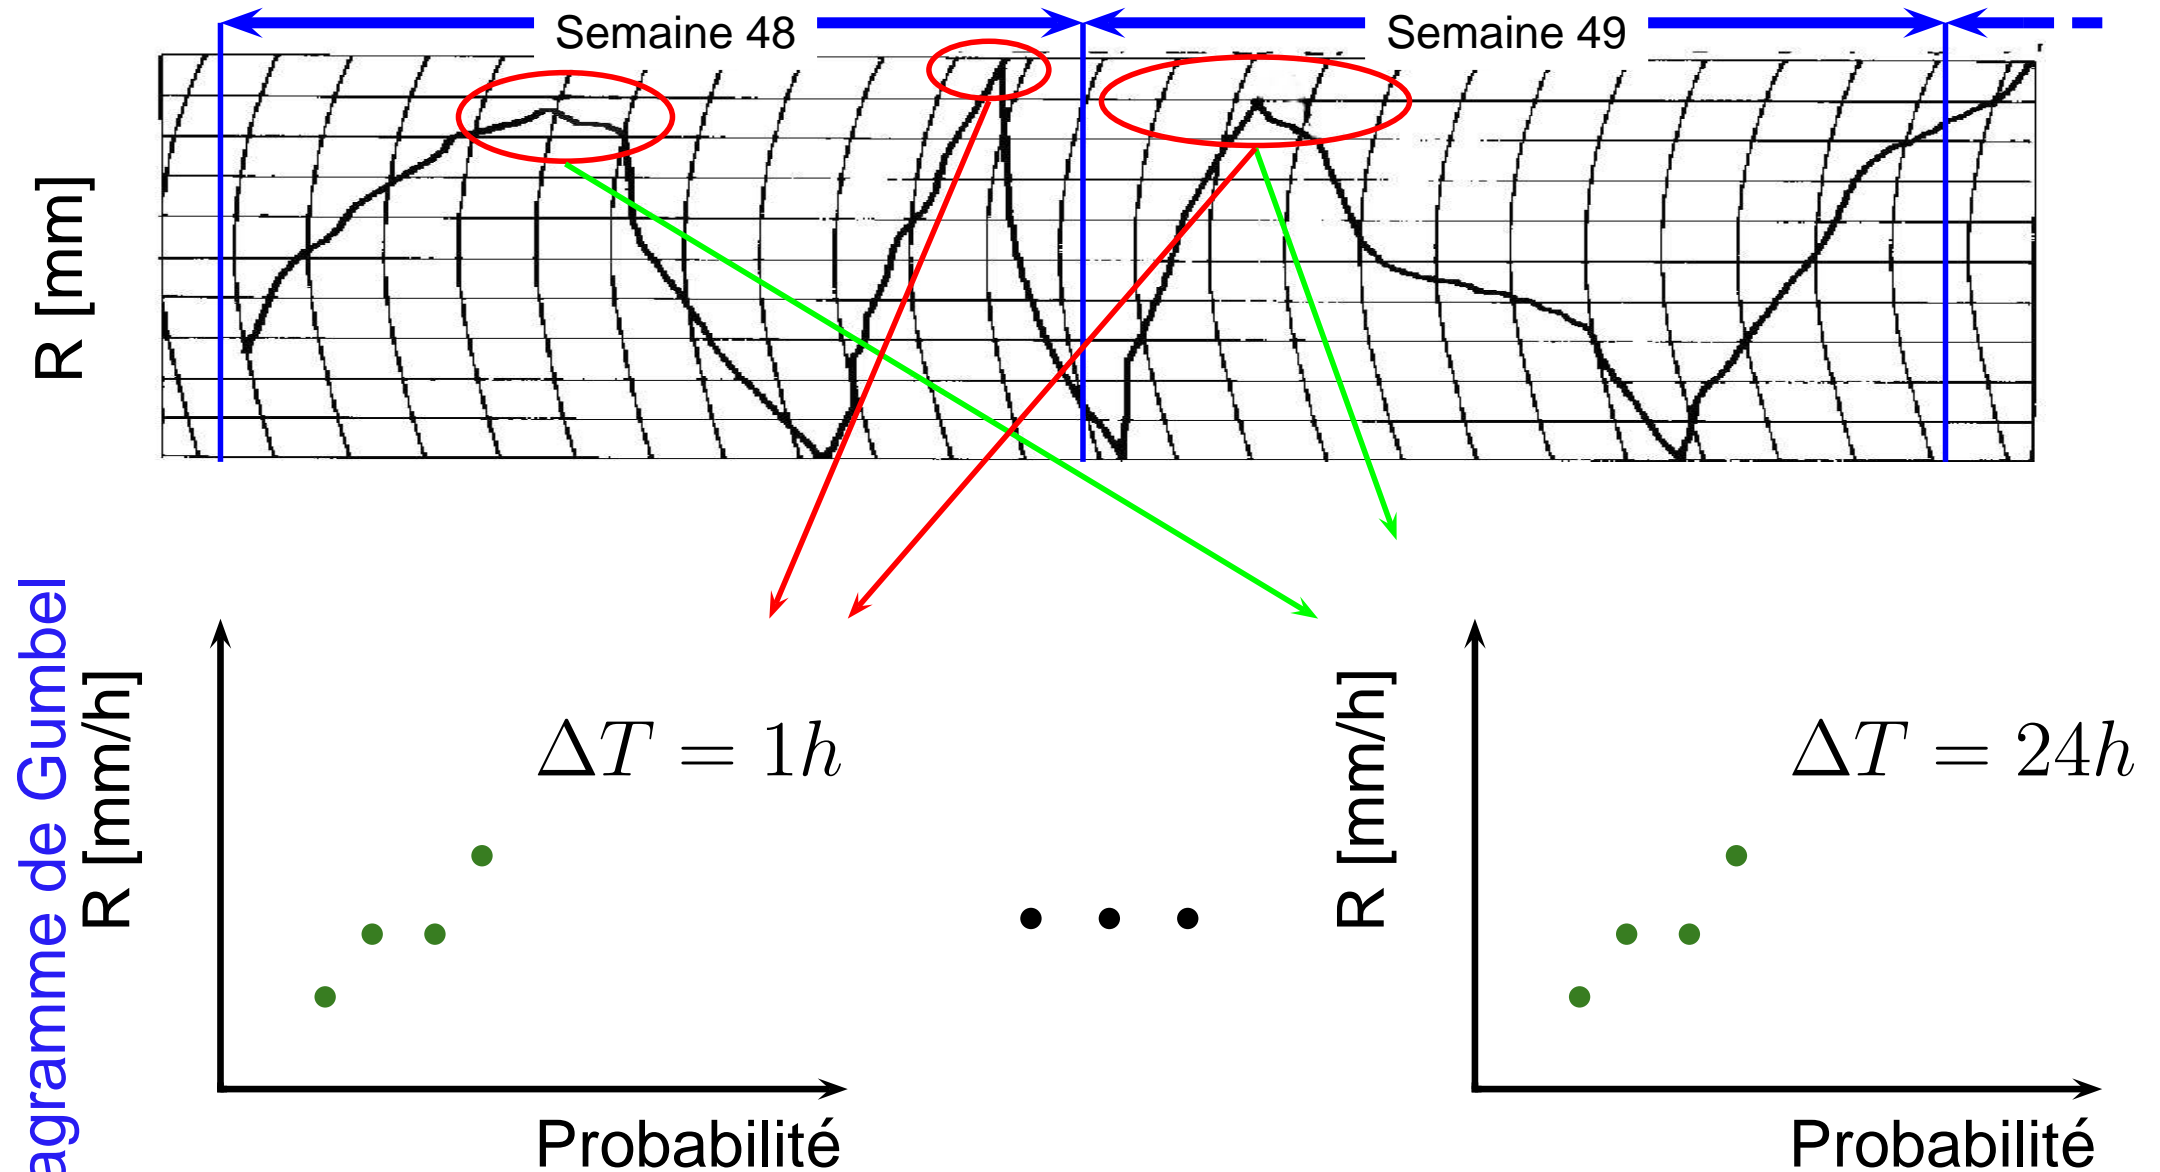 Semaine 48
Semaine 49
R [mm]
agramme de Gumbel
R [mm/h]
ΔT = 1h
Probabilité
R [mm/h]
ΔT = 24h
Probabilité